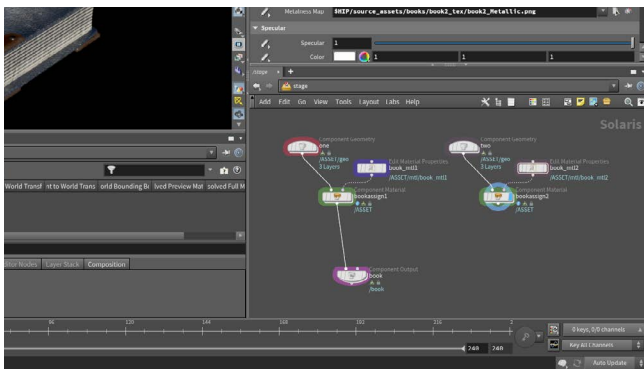 Metalness Map $HIP/source_assets/books/book2_tex/book2_Metallic.png
Specular
Specular 1
Color 1 1 1
/stage +
stage
Add Edit Go View Tools Layout Labs Help
Solaris
Component Geometry
one
/ASSET/geo
3 Layers
Edit Material Properties
book_mtl1
/ASSET/mtl/book_mtl1
Component Material
bookassign1
/ASSET
Component Geometry
two
/ASSET/geo
3 Layers
Edit Material Properties
book_mtl2
/ASSET/mtl/book_mtl2
Component Material
bookassign2
/ASSET
Component Output
book
/book
World Transf nt to World Trans orld Bounding Bi lved Preview Mat solved Full M
ditor Nodes Layer Stack Composition
96 120 144 168 192 216 2
240 240
0 keys, 0/0 channels
Key All Channels
Auto Update